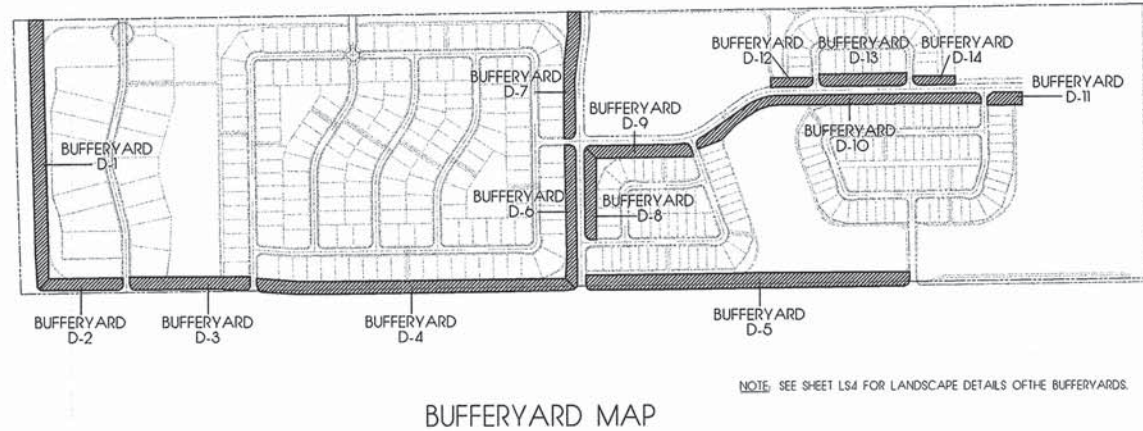 BUFFERYARD
D-12
BUFFERYARD
D-13
BUFFERYARD
D-14
BUFFERYARD
D-7
BUFFERYARD
D-11
BUFFERYARD
D-9
BUFFERYARD
D-10
BUFFERYARD
D-1
BUFFERYARD
D-6
BUFFERYARD
D-8
BUFFERYARD
D-2
BUFFERYARD
D-3
BUFFERYARD
D-4
BUFFERYARD
D-5
NOTE: SEE SHEET LS4 FOR LANDSCAPE DETAILS OFTHE BUFFERYARDS.
BUFFERYARD MAP